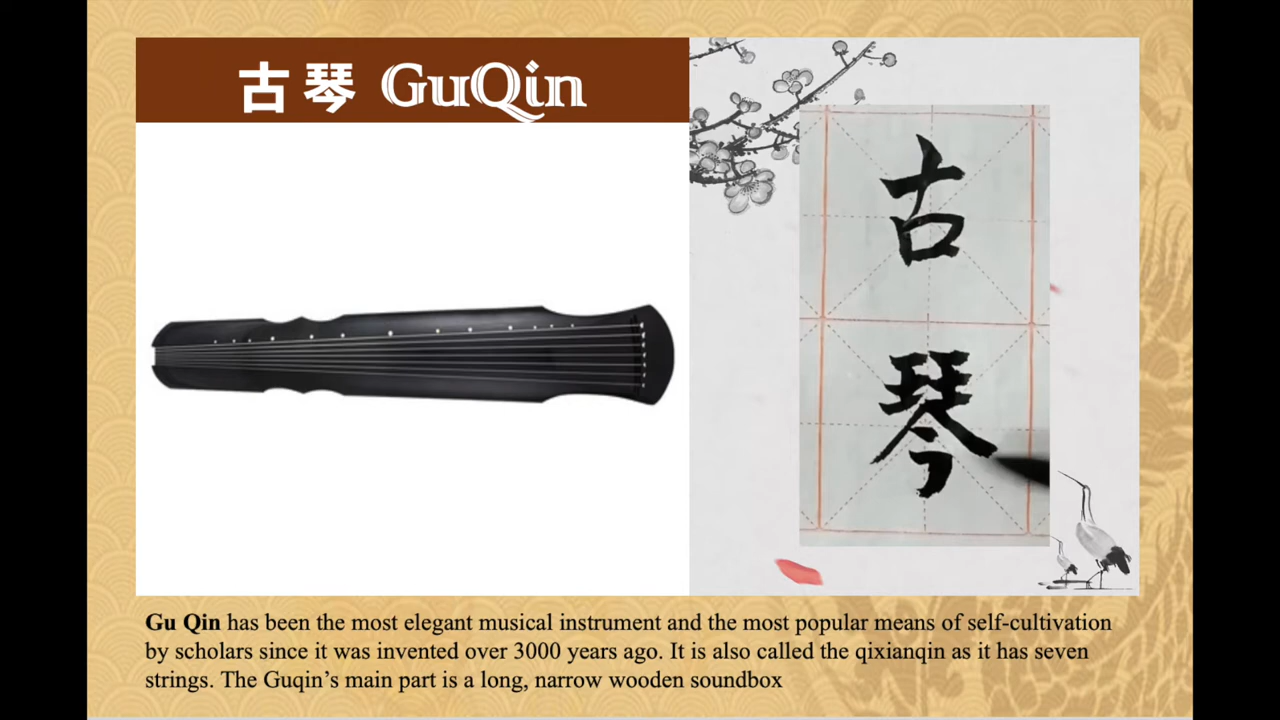 古琴 GuQin
古
琴
Gu Qin has been the most elegant musical instrument and the most popular means of self-cultivation
by scholars since it was invented over 3000 years ago. It is also called the qixianqin as it has seven
strings. The Guqin’s main part is a long, narrow wooden soundbox